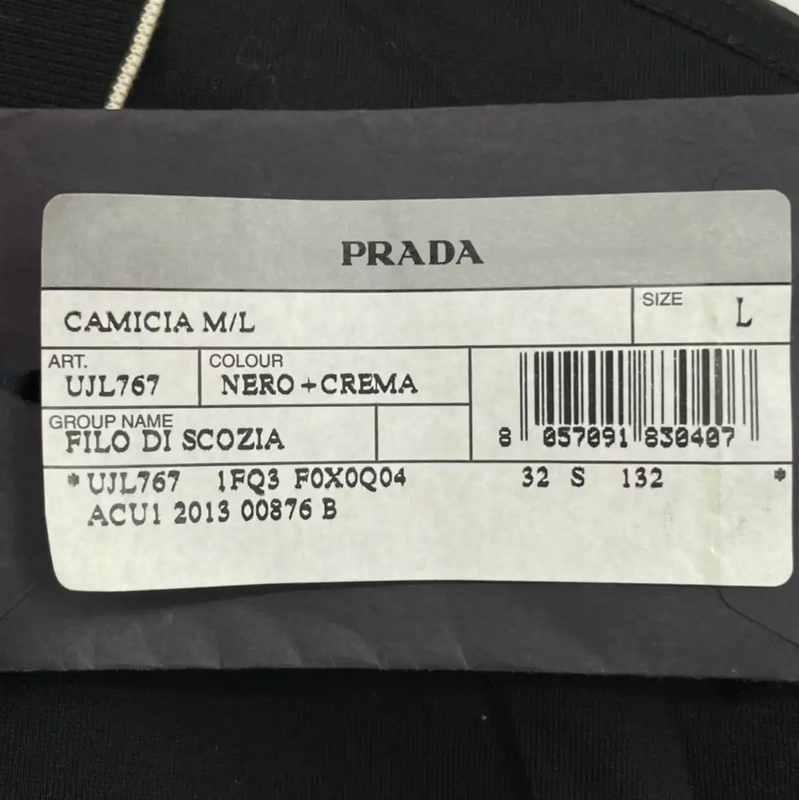 PRADA
CAMICIA M/L
SIZE L
ART. UJL767
COLOUR NERO+CREMA
GROUP NAME
FILO DI SCOZIA
8 057091 830407
*UJL767 1FQ3 F0X0Q04 32 S 132 *
ACU1 2013 00876 B